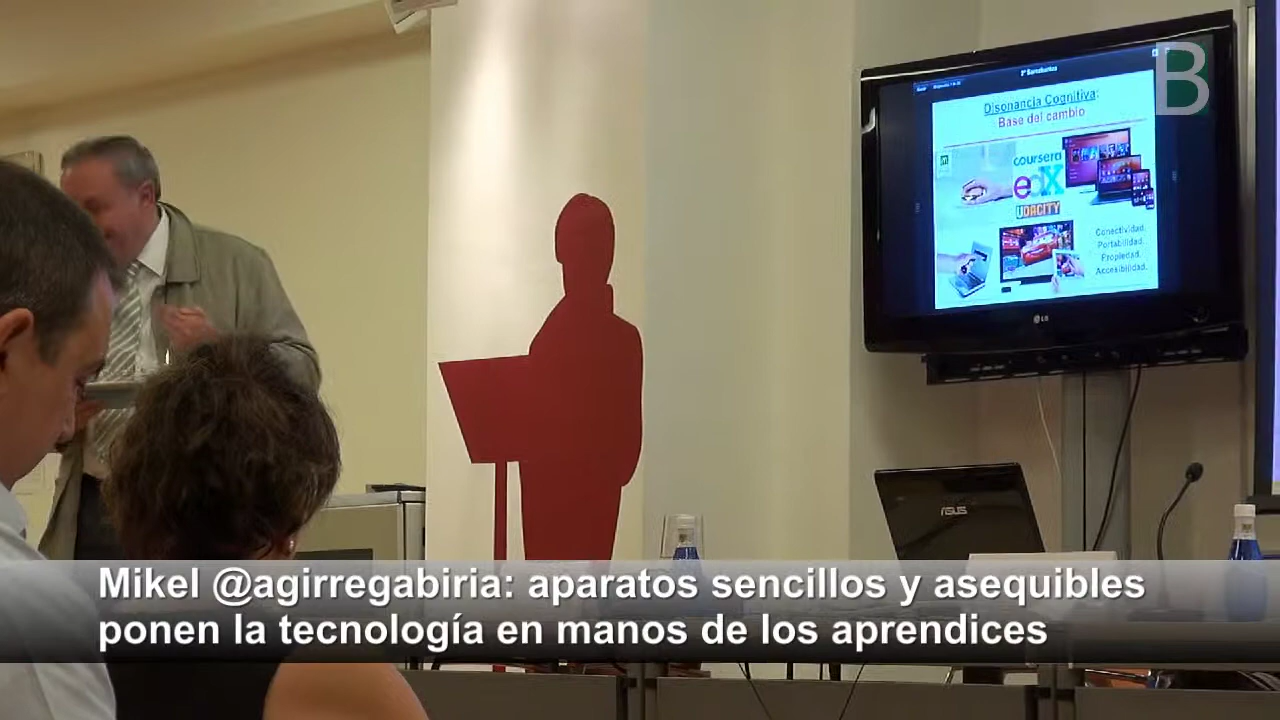 B
Disonancia Cognitiva:
Base del cambio
coursera
edX
UDACITY
Conectividad.
Portabilidad.
Propiedad.
Accesibilidad.
LG
ASUS
Mikel @agirregabiria: aparatos sencillos y asequibles
ponen la tecnología en manos de los aprendices